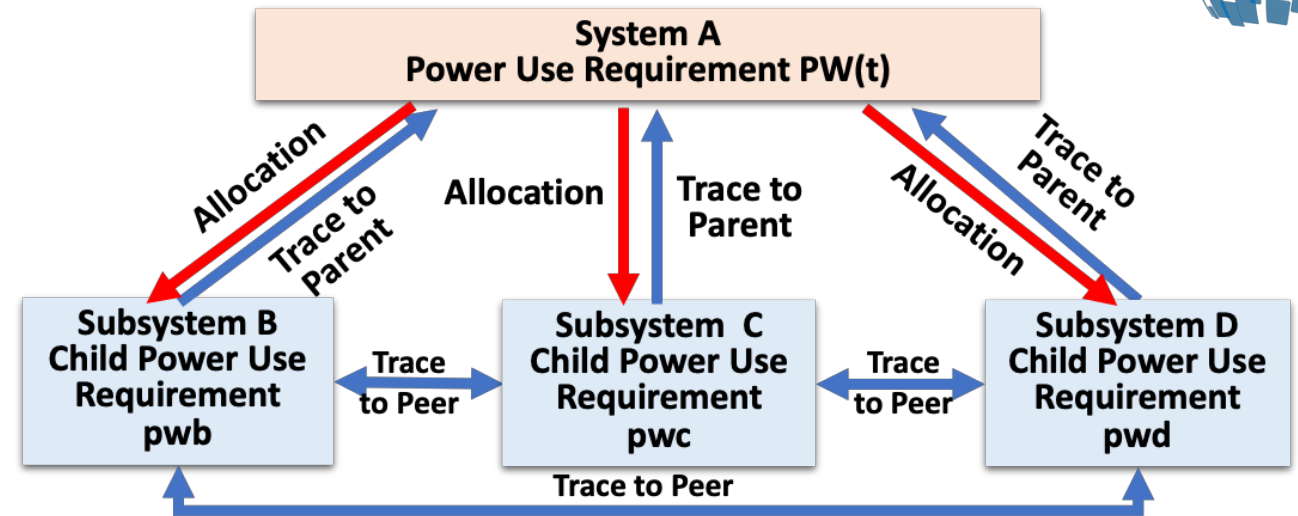 System A
Power Use Requirement PW(t)
Allocation
Trace to
Parent
Allocation
Trace to
Parent
Allocation
Trace to
Parent
Subsystem B
Child Power Use
Requirement
pwb
Trace
to Peer
Subsystem  C
Child Power Use
Requirement
pwc
Trace
to Peer
Subsystem D
Child Power Use
Requirement
pwd
Trace to Peer